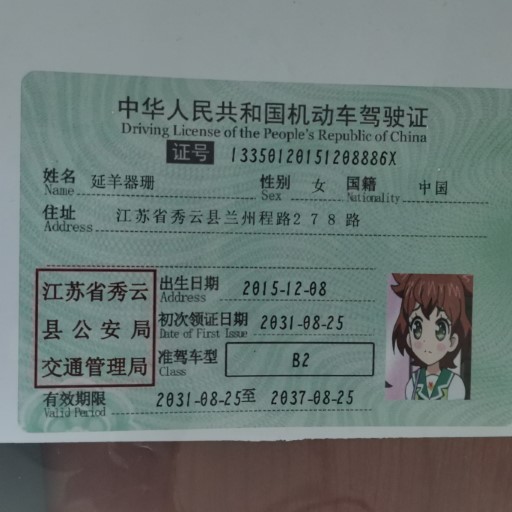 中华人民共和国机动车驾驶证
Driving License of the People's Republic of China
证号 13350120151208886X
姓名 延羊器珊 性别 女 国籍 中国
Name Sex Nationality
住址 江苏省秀云县兰州程路278路
Address
江苏省秀云
县公安局
交通管理局
出生日期 2015-12-08
Address
初次领证日期 2031-08-25
Date of First Issue
准驾车型 B2
Class
有效期限 2031-08-25至 2037-08-25
Valid Period